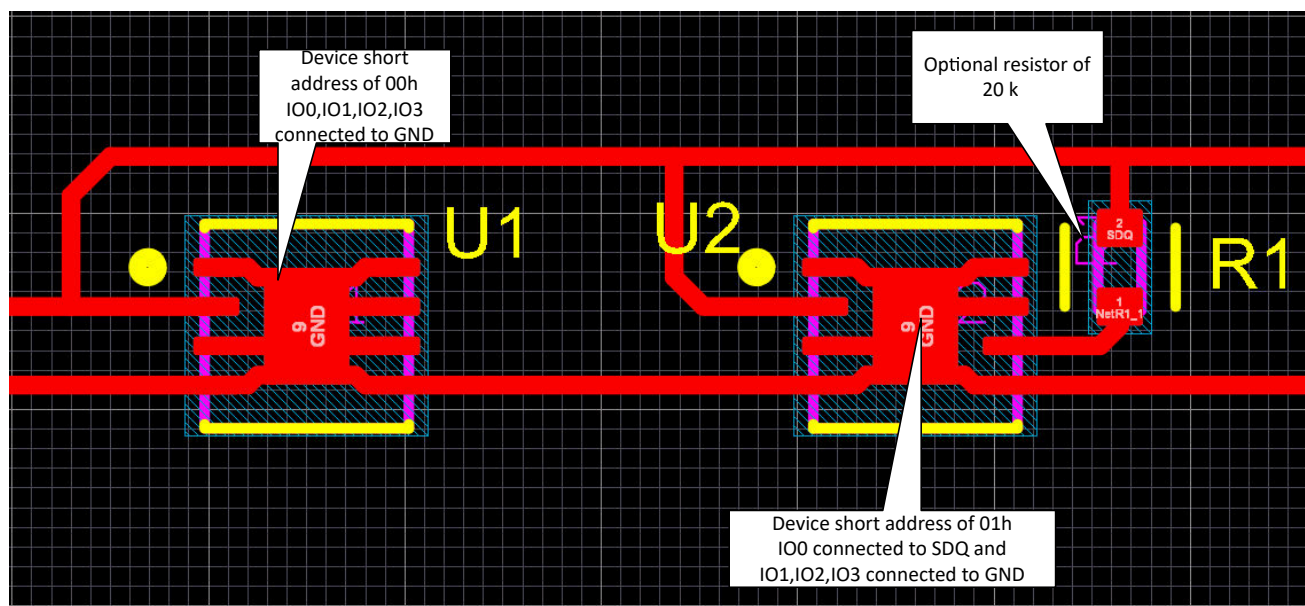 Device short
address of 00h
IO0,IO1,IO2,IO3
connected to GND
Optional resistor of
20 k
U1
U2
R1
2
SDQ
1
NetR1_1
9
GND
9
GND
Device short address of 01h
IO0 connected to SDQ and
IO1,IO2,IO3 connected to GND